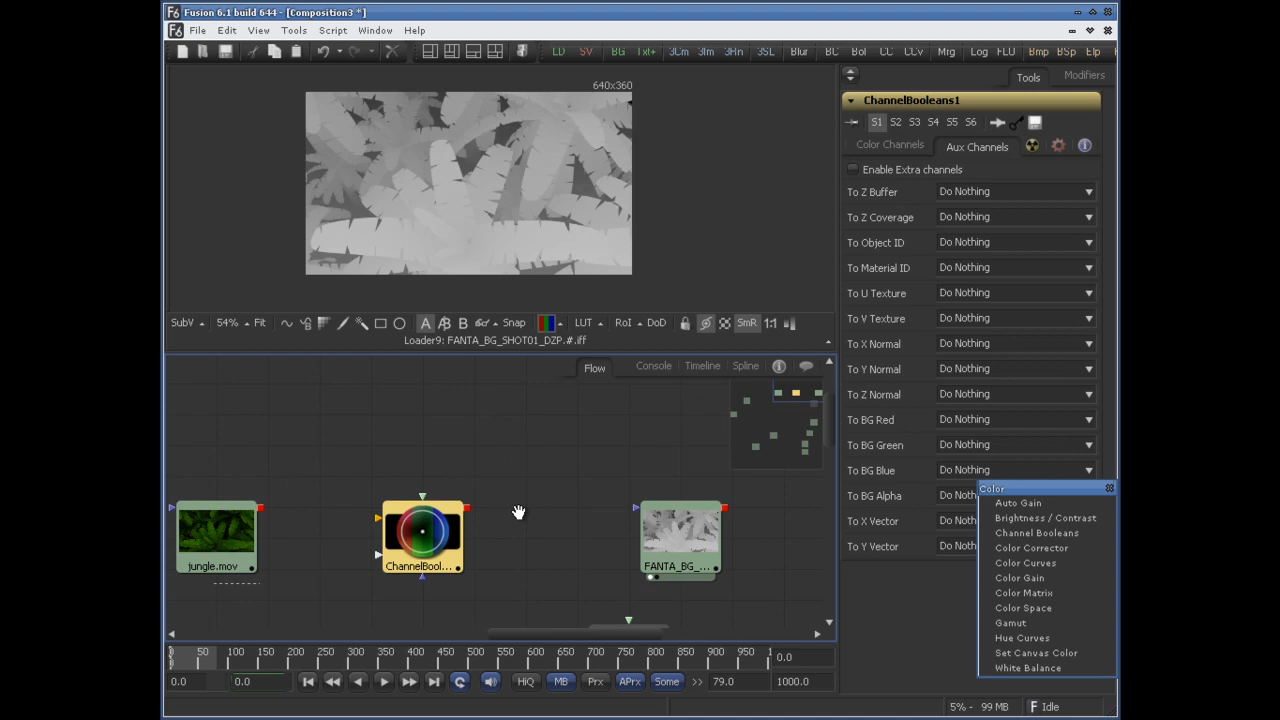 Fusion 6.1 build 644 - [Composition3 *]
File Edit View Tools Script Window Help
LD SV BG Txt+ 3Cm 3Im 3Rn 3SL Blur BC Bol CC CCv Mrg Log FLU Bmp BSp Elp
640x360
Tools Modifiers
ChannelBooleans1
S1 S2 S3 S4 S5 S6
Color Channels Aux Channels
Enable Extra channels
To Z Buffer Do Nothing
To Z Coverage Do Nothing
To Object ID Do Nothing
To Material ID Do Nothing
To U Texture Do Nothing
To V Texture Do Nothing
To X Normal Do Nothing
To Y Normal Do Nothing
To Z Normal Do Nothing
To BG Red Do Nothing
To BG Green Do Nothing
To BG Blue Do Nothing
To BG Alpha Do Noth
To X Vector Do Noth
To Y Vector Do Noth
Color
Auto Gain
Brightness / Contrast
Channel Booleans
Color Corrector
Color Curves
Color Gain
Color Matrix
Color Space
Gamut
Hue Curves
Set Canvas Color
White Balance
SubV 54% Fit A B B Snap LUT RoI DoD SmR 1:1
Loader9: FANTA_BG_SHOT01_DZP.#.iff
Flow Console Timeline Spline
jungle.mov ChannelBool... FANTA_BG_...
50 100 150 200 250 300 350 400 450 500 550 600 650 700 750 800 850 900 950 1 0.0
0.0 0.0 HiQ MB Prx APrx Some 79.0 1000.0
5% - 99 MB Idle